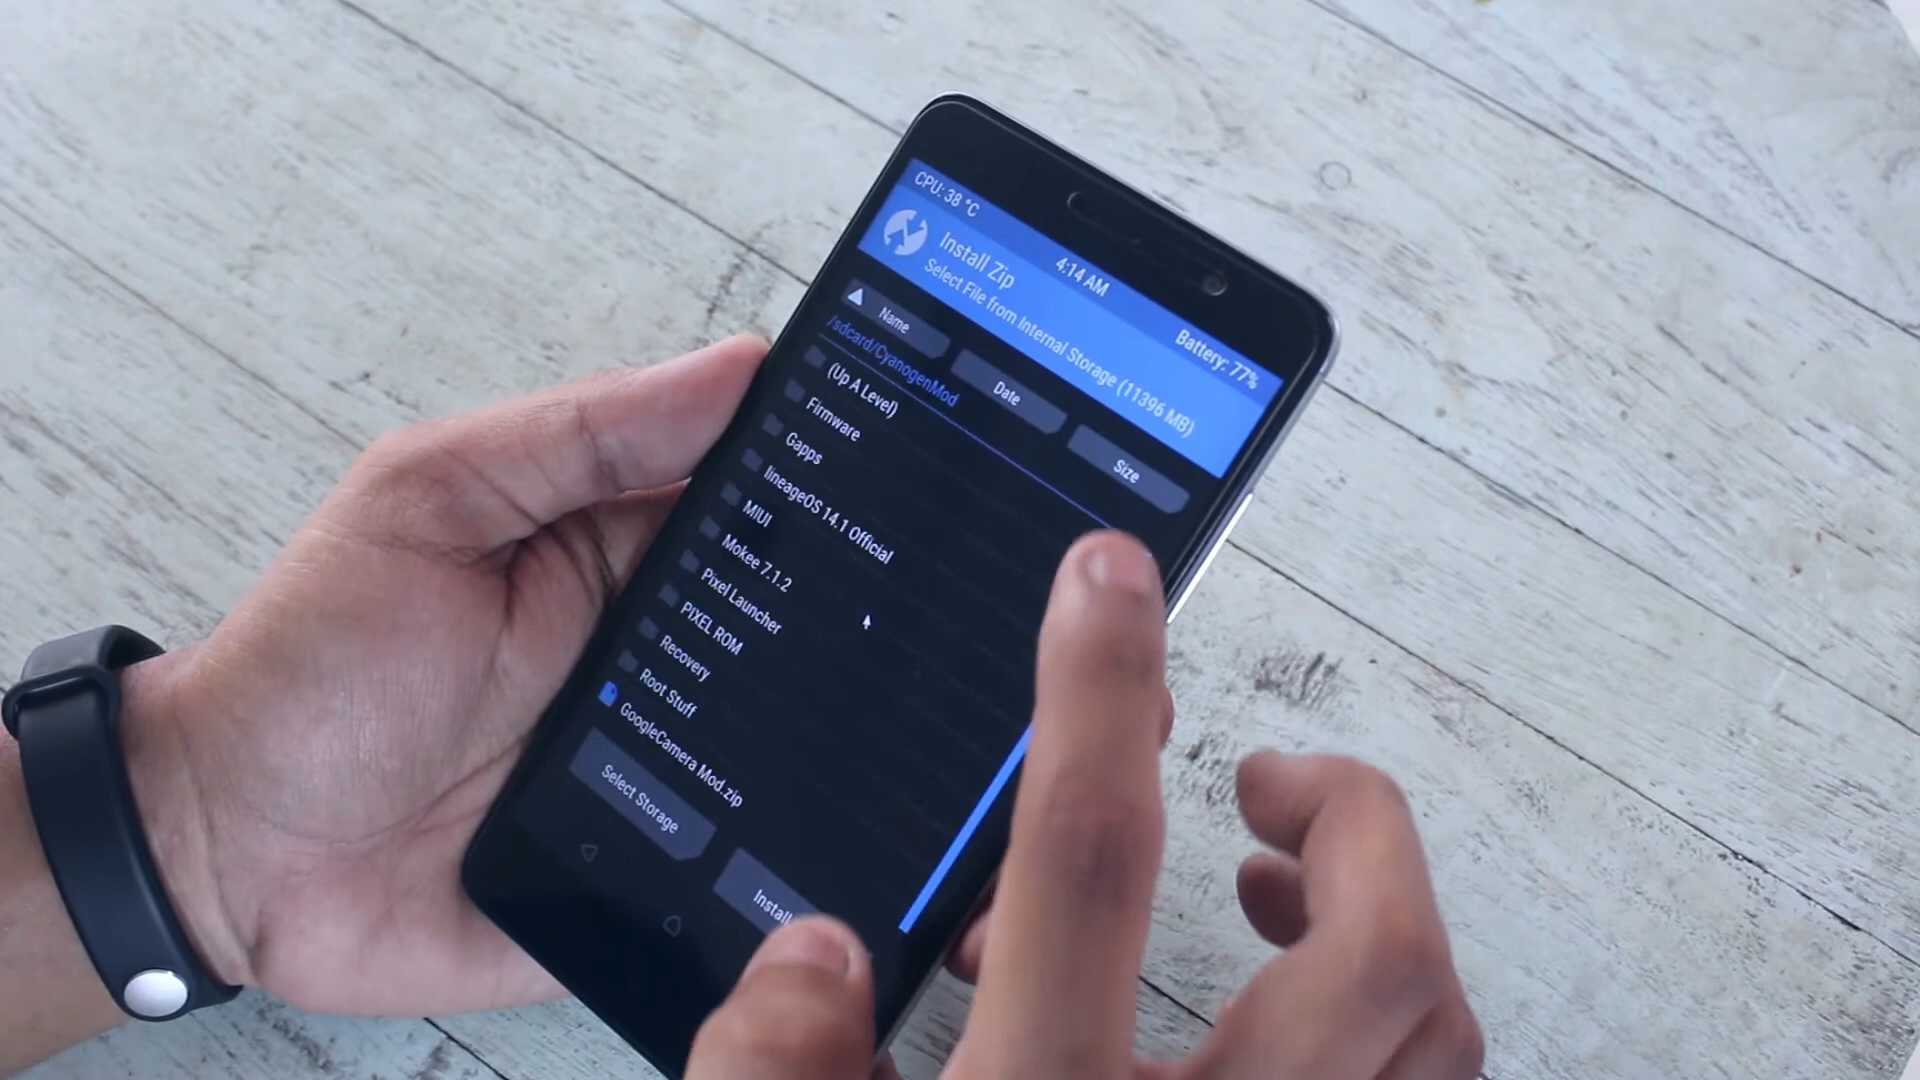 CPU: 38 °C
4:14 AM
Battery: 77%
Install Zip
Select File from Internal Storage (11396 MB)
Name
Date
Size
/sdcard/CyanogenMod
(Up A Level)
Firmware
Gapps
lineageOS 14.1 Official
MIUI
Mokee 7.1.2
Pixel Launcher
PIXEL ROM
Recovery
Root Stuff
GoogleCamera Mod.zip
Select Storage
Install